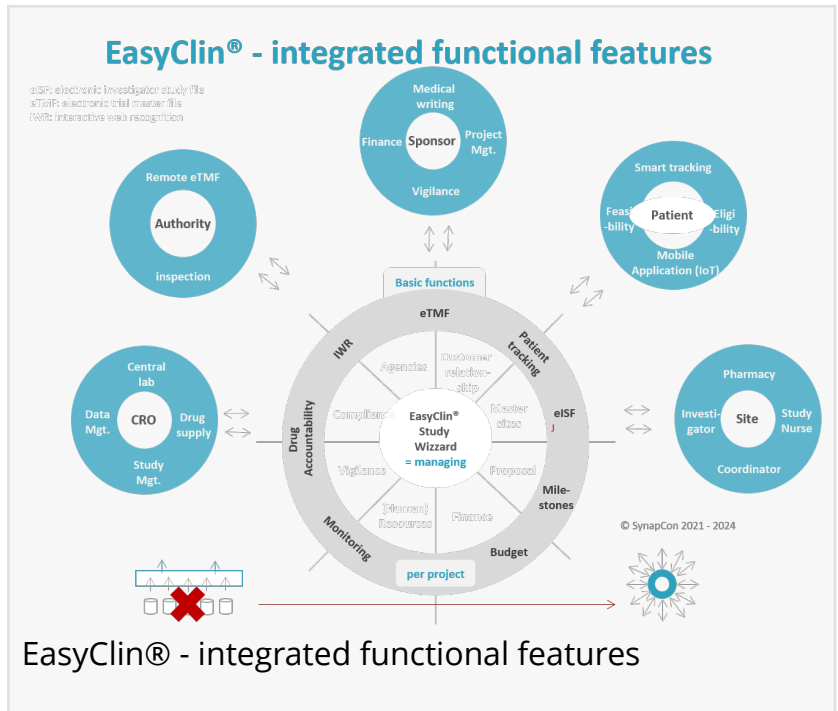 EasyClin® - integrated functional features
eISF: electronic investigator study file
eTMF: electronic trial master file
IWR: interactive web recognition
Medical
writing
Finance
Sponsor
Project
Mgt.
Vigilance
Remote eTMF
Authority
inspection
Smart tracking
Feasi
-bility
Patient
Eligi
-bility
Mobile
Application (IoT)
Central
lab
Data
Mgt.
CRO
Drug
supply
Study
Mgt.
Pharmacy
Investi-
gator
Site
Study
Nurse
Coordinator
Basic functions
eTMF
IWR
Patient
tracking
Drug
Accountability
eISF
Monitoring
Mile-
stones
Budget
per project
Agencies
Customer
relation-
ship
Compliance
Master
sites
Vigilance
Proposal
(Human)
Resources
Finance
EasyClin®
Study
Wizzard
= managing
© SynapCon 2021 - 2024
EasyClin® - integrated functional features